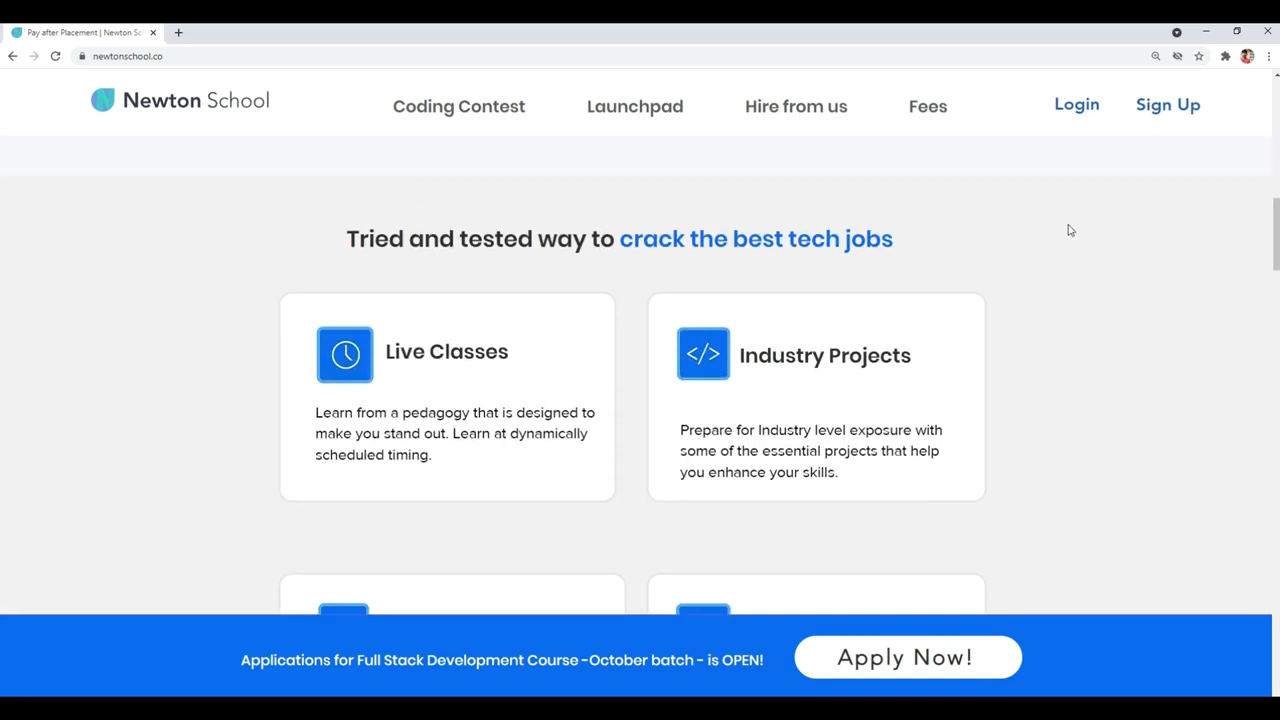 Pay after Placement | Newton Sc
newtonschool.co
Newton School
Coding Contest
Launchpad
Hire from us
Fees
Login
Sign Up
Tried and tested way to crack the best tech jobs
Live Classes
Learn from a pedagogy that is designed to
make you stand out. Learn at dynamically
scheduled timing.
</> Industry Projects
Prepare for Industry level exposure with
some of the essential projects that help
you enhance your skills.
Applications for Full Stack Development Course -October batch - is OPEN!
Apply Now!